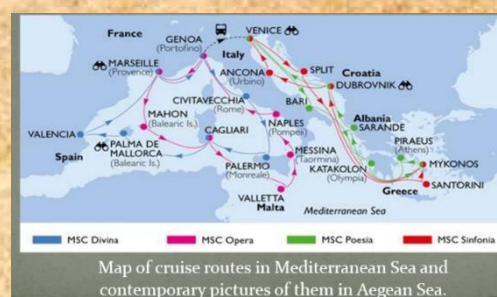 France
GENOA
(Portofino)
VENICE
Italy
MARSEILLE
(Provence)
ANCONA
(Urbino)
SPLIT
Croatia
DUBROVNIK
CIVITAVECCHIA
(Rome)
BARI
Albania
SARANDE
MAHON
(Balearic Is.)
NAPLES
(Pompeii)
CAGLIARI
VALENCIA
PALMA DE
MALLORCA
(Balearic Is.)
Spain
MESSINA
(Taormina)
PIRAEUS
(Athens)
PALERMO
(Monreale)
KATAKOLON
(Olympia)
MYKONOS
Greece
SANTORINI
VALLETTA
Malta
Mediterranean Sea
MSC Divina MSC Opera MSC Poesia MSC Sinfonia
Map of cruise routes in Mediterranean Sea and
contemporary pictures of them in Aegean Sea.